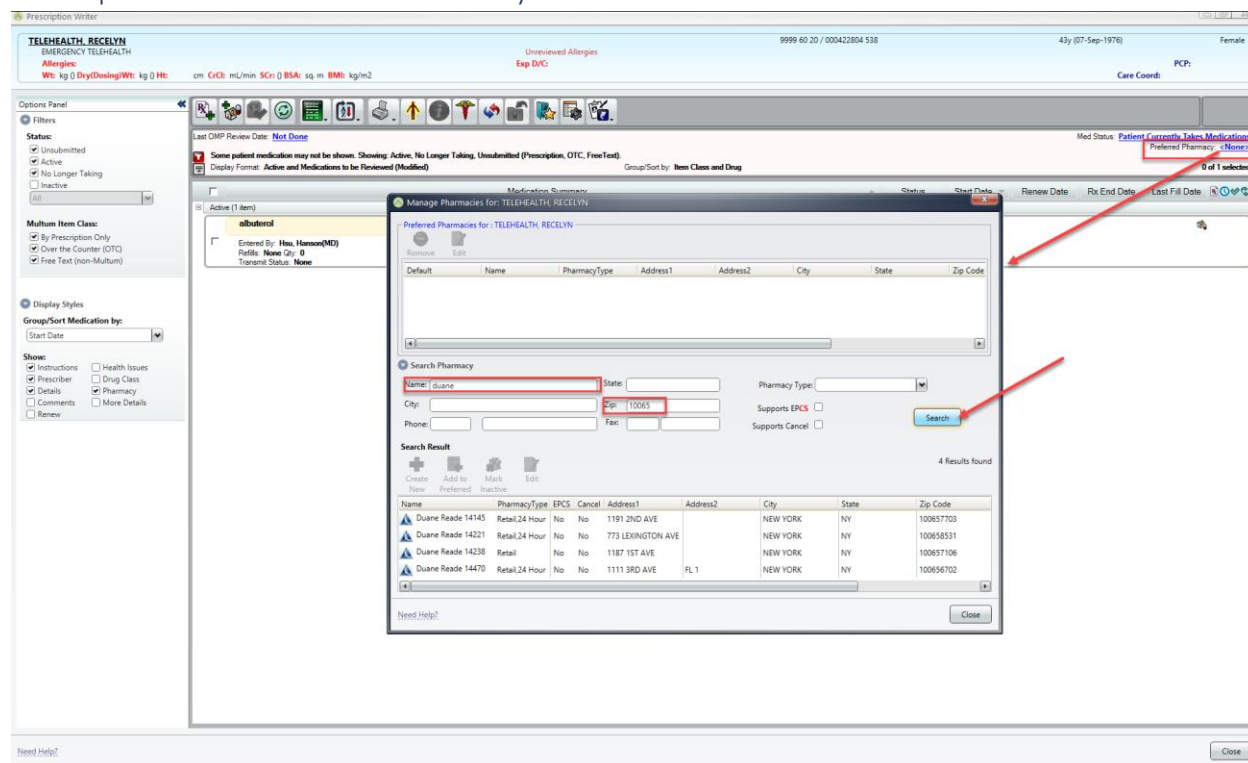 Prescription Writer
TELEHEALTH, RECELYN
9999 60 20 / 000422804 538
43y (07-Sep-1976)
Female
EMERGENCY TELEHEALTH
Unreviewed Allergies
Allergies:
Exp D/C:
PCP:
Wt: kg () Dry(Dosing)Wt: kg () Ht: cm CrCl: mL/min SCr: () BSA: sq. m BMI: kg/m2
Care Coord:
Options Panel
Filters
Status:
Unsubmitted
Active
No Longer Taking
Inactive
All
Multum Item Class:
By Prescription Only
Over the Counter (OTC)
Free Text (non-Multum)
Display Styles
Group/Sort Medication by:
Start Date
Show:
Instructions Health Issues
Prescriber Drug Class
Details Pharmacy
Comments More Details
Renew
Last OMP Review Date: Not Done
Med Status: Patient Currently Takes Medications
Preferred Pharmacy: <None>
Some patient medication may not be shown. Showing: Active, No Longer Taking, Unsubmitted (Prescription, OTC, FreeText).
Display Format: Active and Medications to be Reviewed (Modified)
Group/Sort by: Item Class and Drug
0 of 1 selected
Medication Summary Status Start Date Renew Date Rx End Date Last Fill Date
Active (1 item)
albuterol
Entered By: Hsu, Hanson(MD)
Refills: None Qty: 0
Transmit Status: None
Manage Pharmacies for: TELEHEALTH, RECELYN
Preferred Pharmacies for : TELEHEALTH, RECELYN
Remove Edit
Default Name PharmacyType Address1 Address2 City State Zip Code
Search Pharmacy
Name: duane State: Pharmacy Type:
City: Zip: 10065 Supports EPCS
Search
Phone: Fax: Supports Cancel
Search Result
4 Results found
Create New Add to Preferred Mark Inactive Edit
Name PharmacyType EPCS Cancel Address1 Address2 City State Zip Code
Duane Reade 14145 Retail,24 Hour No No 1191 2ND AVE NEW YORK NY 100657703
Duane Reade 14221 Retail,24 Hour No No 773 LEXINGTON AVE NEW YORK NY 100658531
Duane Reade 14238 Retail No No 1187 1ST AVE NEW YORK NY 100657106
Duane Reade 14470 Retail,24 Hour No No 1111 3RD AVE FL 1 NEW YORK NY 100656702
Need Help?
Close
Need Help?
Close